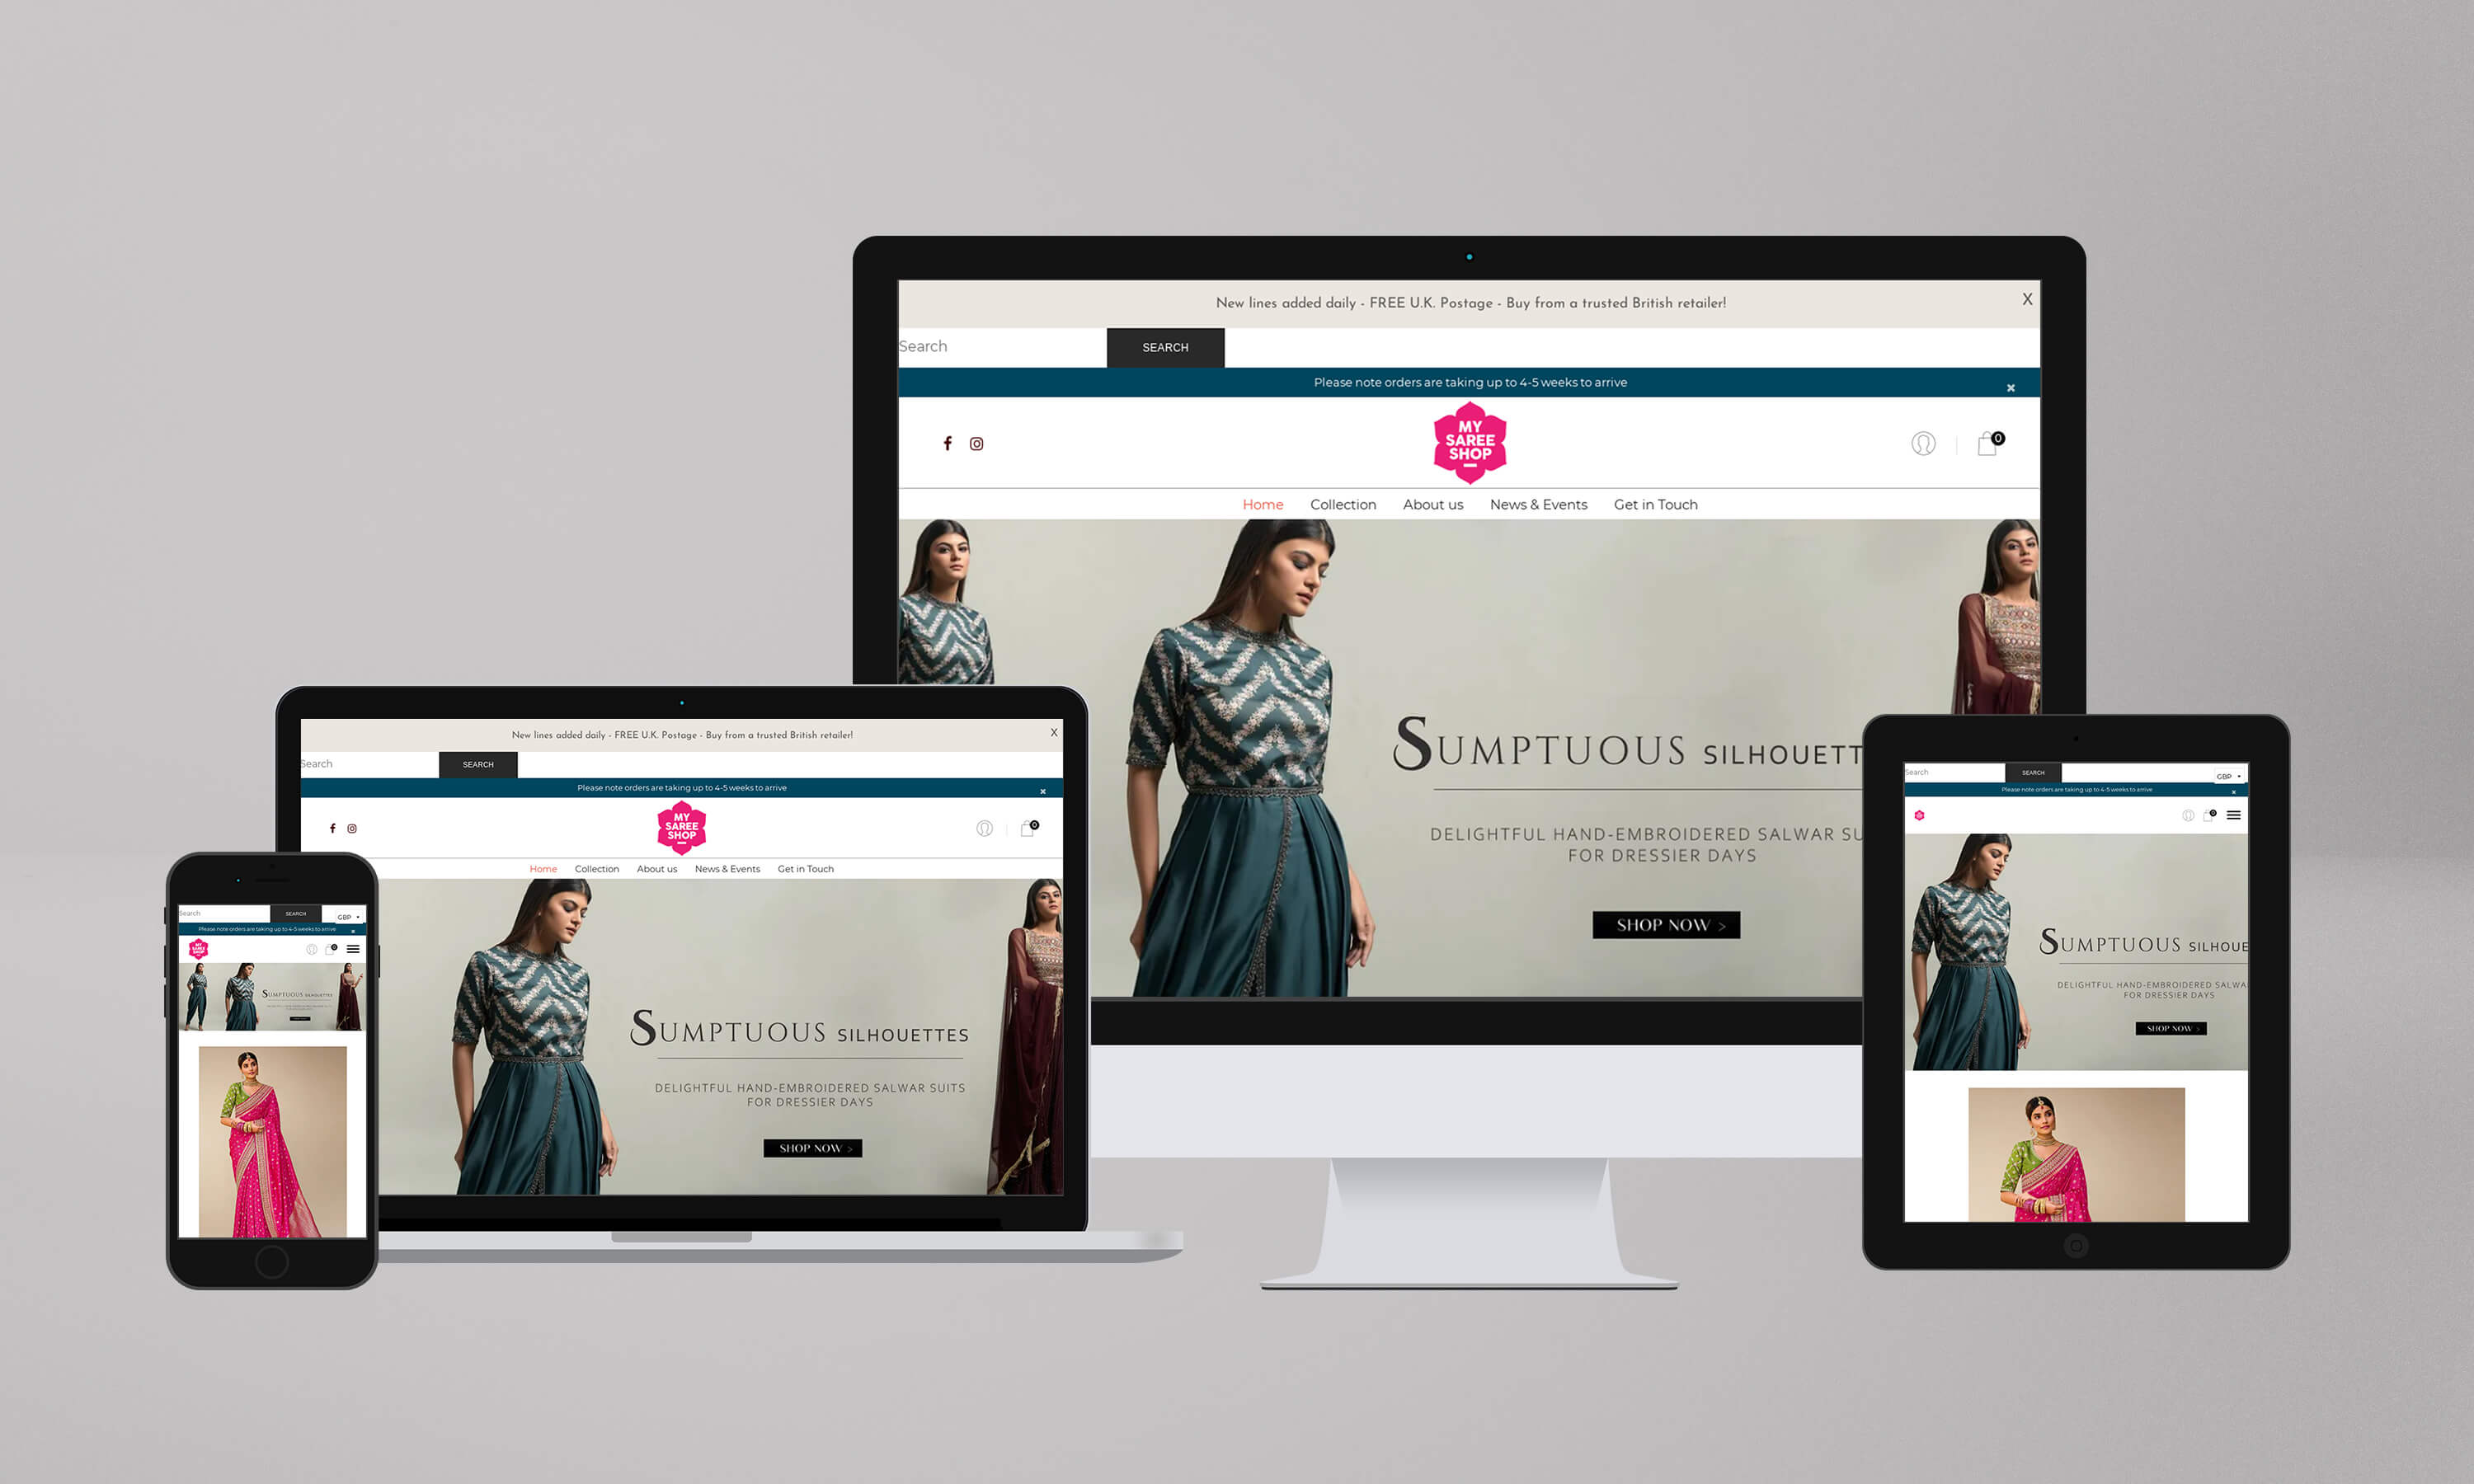 New lines added daily - FREE U.K. Postage - Buy from a trusted British retailer!
X
Search
SEARCH
Please note orders are taking up to 4-5 weeks to arrive
×
MY
SAREE
SHOP
0
Home Collection About us News & Events Get in Touch
SUMPTUOUS SILHOUETT
DELIGHTFUL HAND-EMBROIDERED SALWAR SU
FOR DRESSIER DAYS
SHOP NOW >
New lines added daily - FREE U.K. Postage - Buy from a trusted British retailer!
X
Search
SEARCH
Please note orders are taking up to 4-5 weeks to arrive
×
MY
SAREE
SHOP
0
Home Collection About us News & Events Get in Touch
SUMPTUOUS SILHOUETTES
DELIGHTFUL HAND-EMBROIDERED SALWAR SUITS
FOR DRESSIER DAYS
SHOP NOW >
Search
SEARCH
GBP
Please note orders are taking up to 4-5 weeks to arrive
×
MY
SAREE
SHOP
0
SUMPTUOUS SILHOUETTES
Search
SEARCH
GBP
Please note orders are taking up to 4-5 weeks to arrive
×
0
SUMPTUOUS SILHOUE
DELIGHTFUL HAND-EMBROIDERED SALWA
FOR DRESSIER DAYS
SHOP NOW >